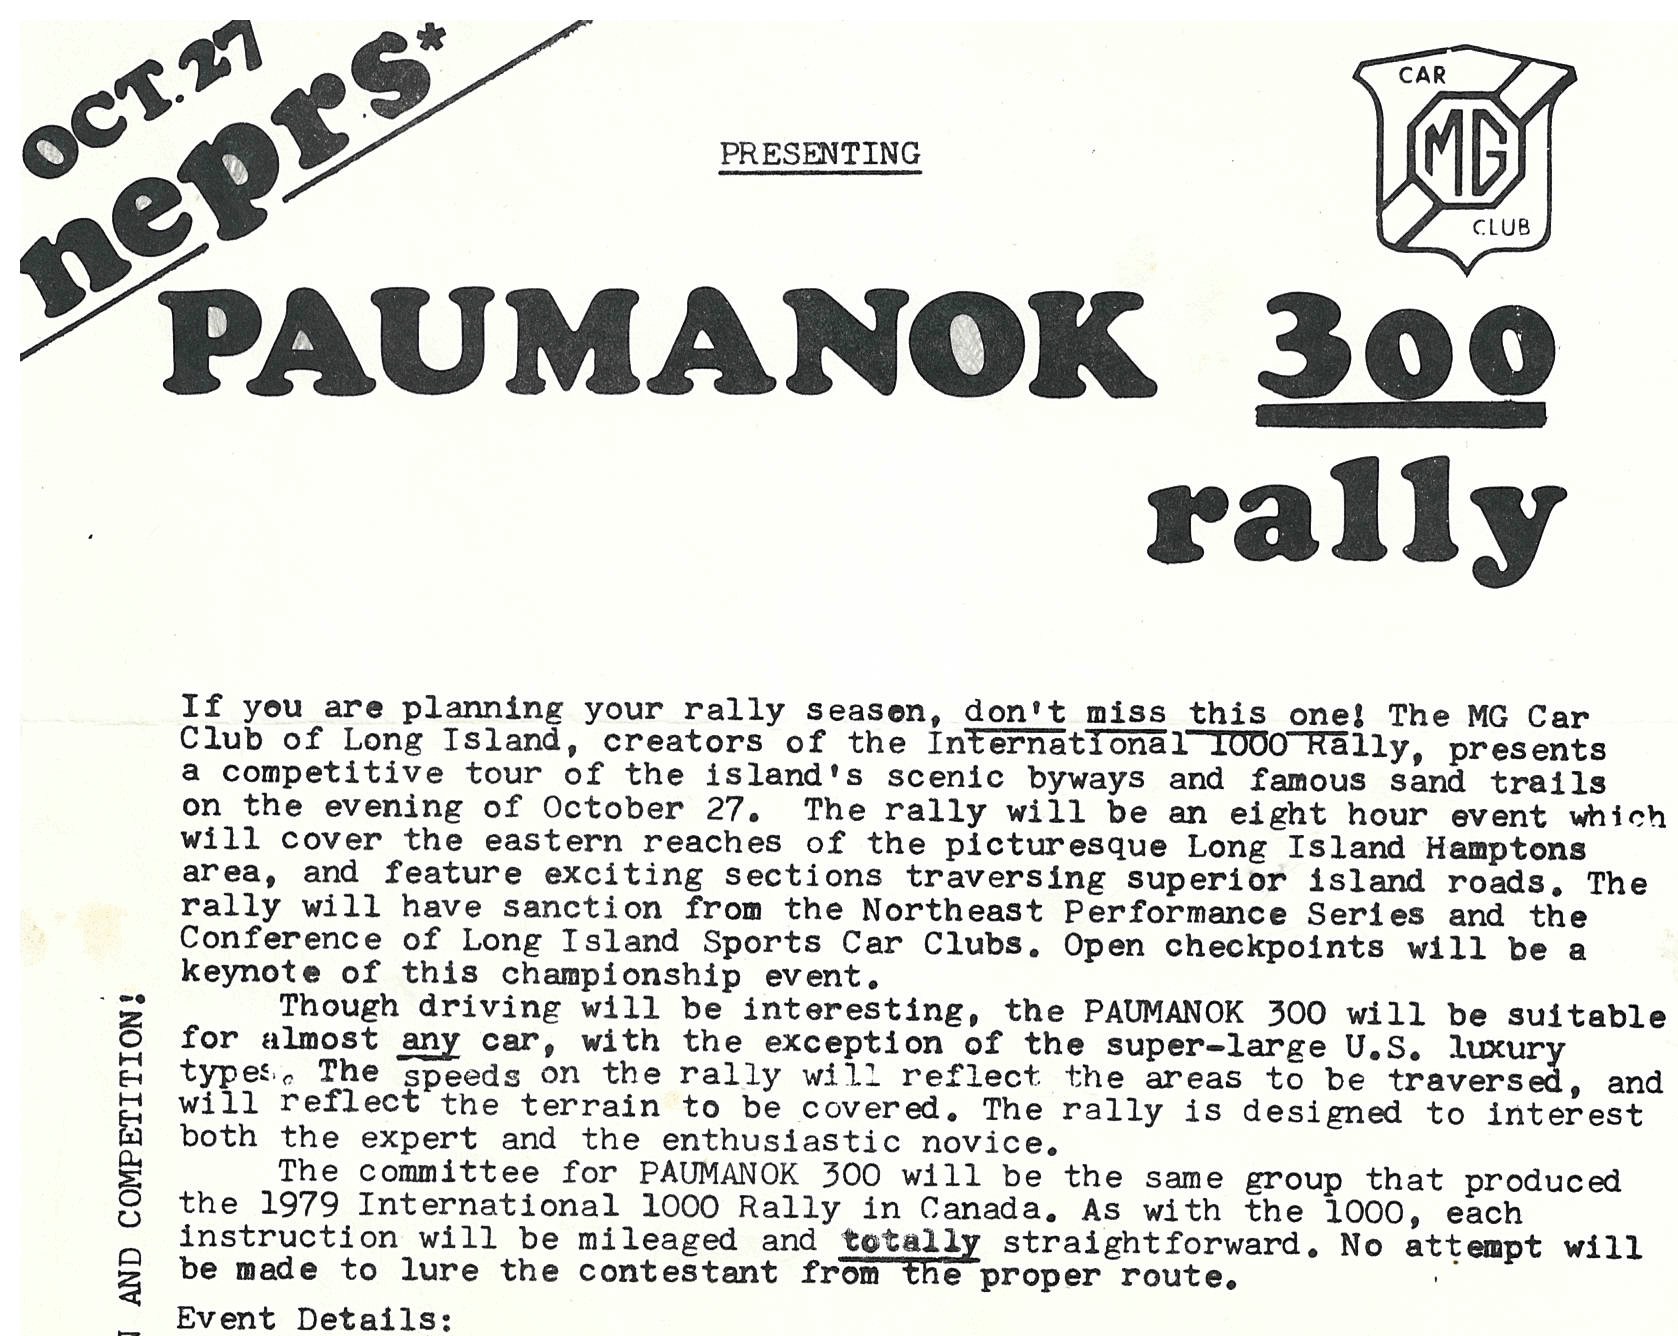 OCT. 27
neprs*
CAR
MG
CLUB
PRESENTING
PAUMANOK 300
rally
If you are planning your rally season, don't miss this one! The MG Car
Club of Long Island, creators of the International 1000 Rally, presents
a competitive tour of the island's scenic byways and famous sand trails
on the evening of October 27.  The rally will be an eight hour event which
will cover the eastern reaches of the picturesque Long Island Hamptons
area, and feature exciting sections traversing superior island roads. The
rally will have sanction from the Northeast Performance Series and the
Conference of Long Island Sports Car Clubs. Open checkpoints will be a
keynote of this championship event.
Though driving will be interesting, the PAUMANOK 300 will be suitable
for almost any car, with the exception of the super-large U.S. luxury
types. The speeds on the rally will reflect the areas to be traversed, and
will reflect the terrain to be covered. The rally is designed to interest
both the expert and the enthusiastic novice.
The committee for PAUMANOK 300 will be the same group that produced
the 1979 International 1000 Rally in Canada. As with the 1000, each
instruction will be mileaged and totally straightforward. No attempt will
be made to lure the contestant from the proper route.
Event Details:
AND COMPETITION!